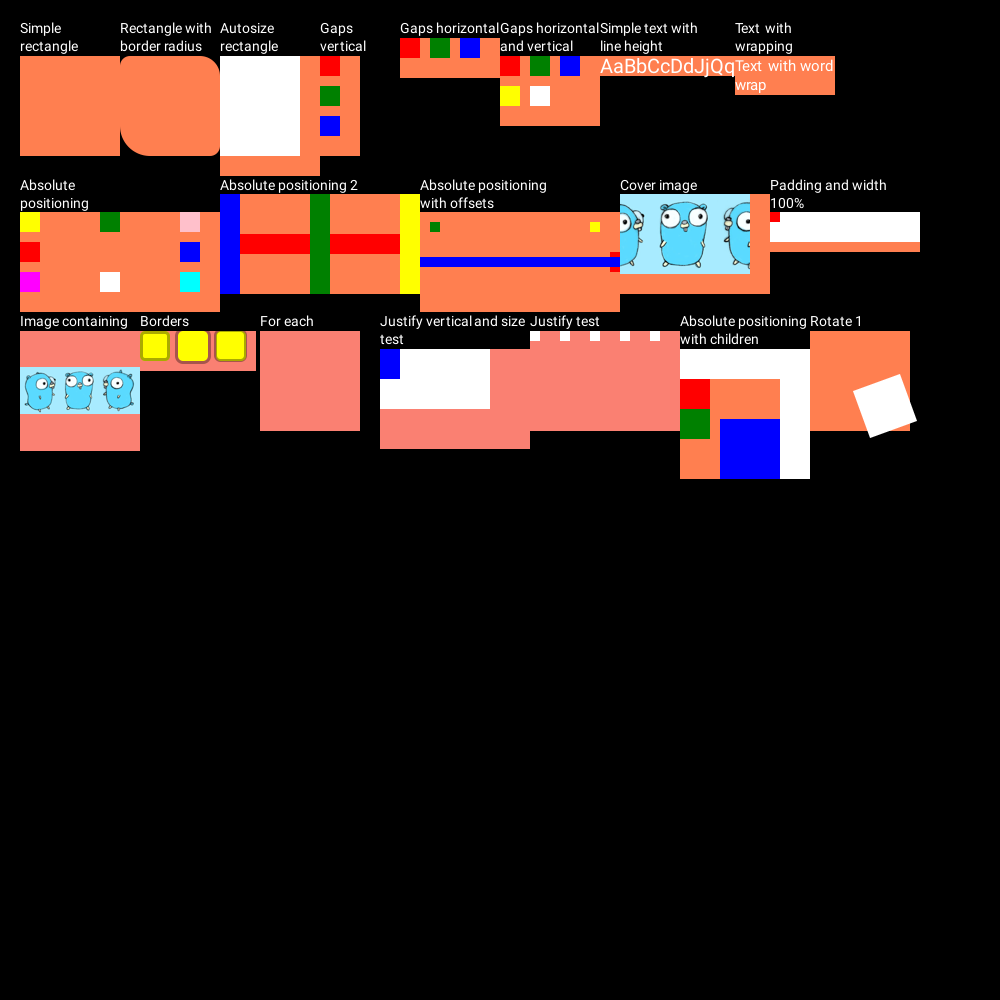 Simple
rectangle
Rectangle with
border radius
Autosize
rectangle
Gaps
vertical
Gaps horizontal
Gaps horizontal
and vertical
Simple text with
line height
AaBbCcDdJjQq
Text with
wrapping
Text with word
wrap
Absolute
positioning
Absolute positioning 2
Absolute positioning
with offsets
Cover image
Padding and width
100%
Image containing
Borders
For each
Justify vertical and size
test
Justify test
Absolute positioning
with children
Rotate 1